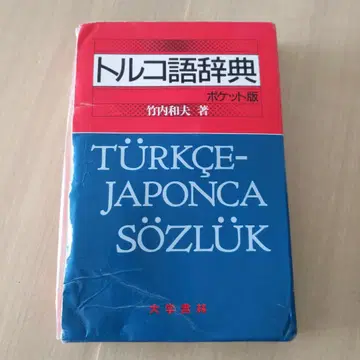 トルコ語辞典
ポケット版
竹内和夫 著
TÜRKÇE-
JAPONCA
SÖZLÜK
大学書林